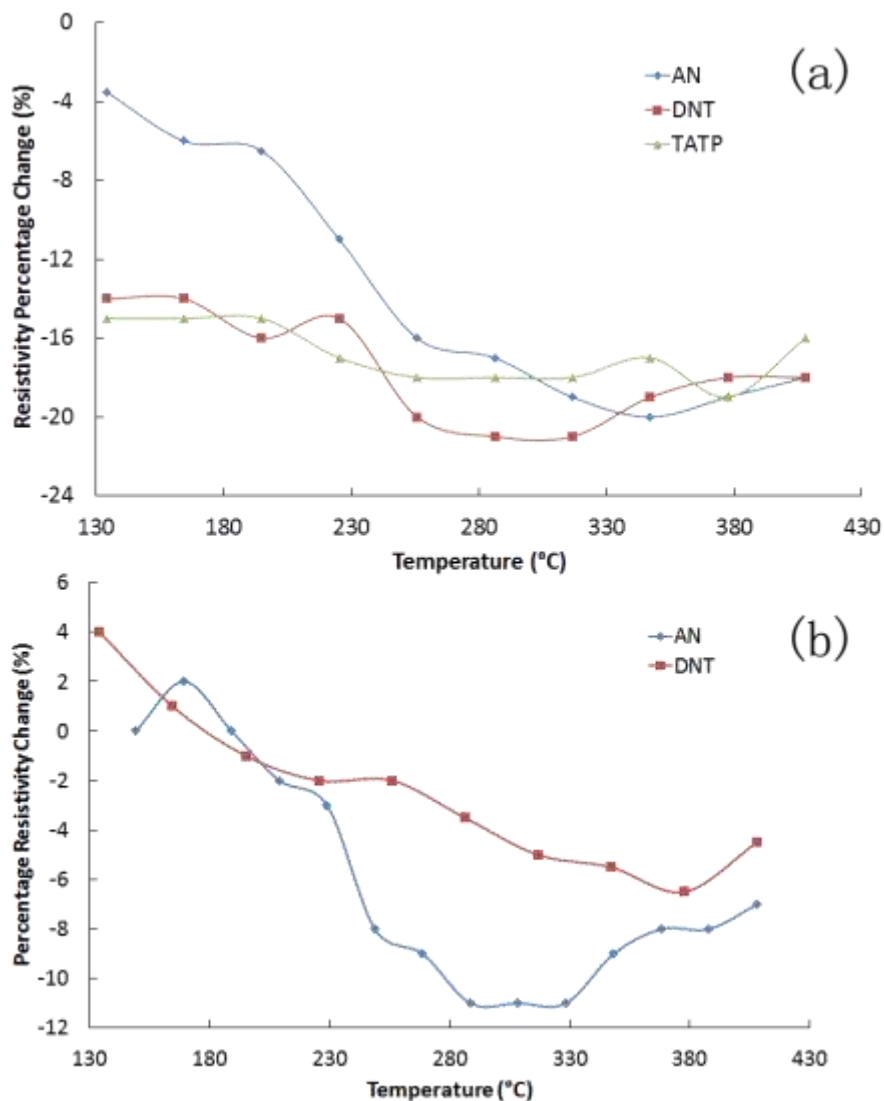 (a)
AN
DNT
TATP
Resistivity Percentage Change (%)
0
-4
-8
-12
-16
-20
-24
130 180 230 280 330 380 430
Temperature (°C)
(b)
AN
DNT
Percentage Resistivity Change (%)
6
4
2
0
-2
-4
-6
-8
-10
-12
130 180 230 280 330 380 430
Temperature (°C)